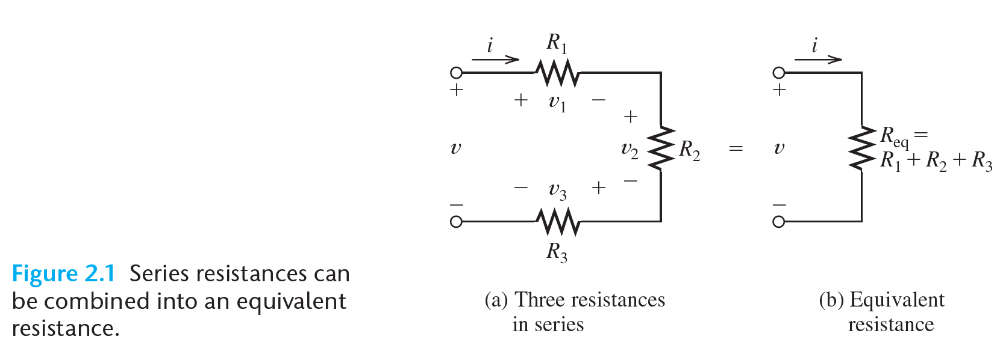 i
R₁
+
+ v₁ −
+
v
v₂
R₂
−
− v₃ +
−
R₃
=
i
+
v
R_eq =
R₁ + R₂ + R₃
−
Figure 2.1 Series resistances can
be combined into an equivalent
resistance.
(a) Three resistances
in series
(b) Equivalent
resistance